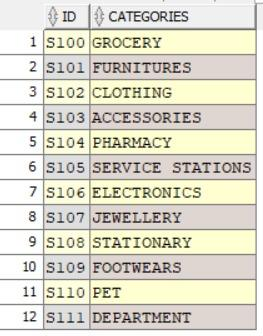 ID CATEGORIES
1 S100 GROCERY
2 S101 FURNITURES
3 S102 CLOTHING
4 S103 ACCESSORIES
5 S104 PHARMACY
6 S105 SERVICE STATIONS
7 S106 ELECTRONICS
8 S107 JEWELLERY
9 S108 STATIONARY
10 S109 FOOTWEARS
11 S110 PET
12 S111 DEPARTMENT